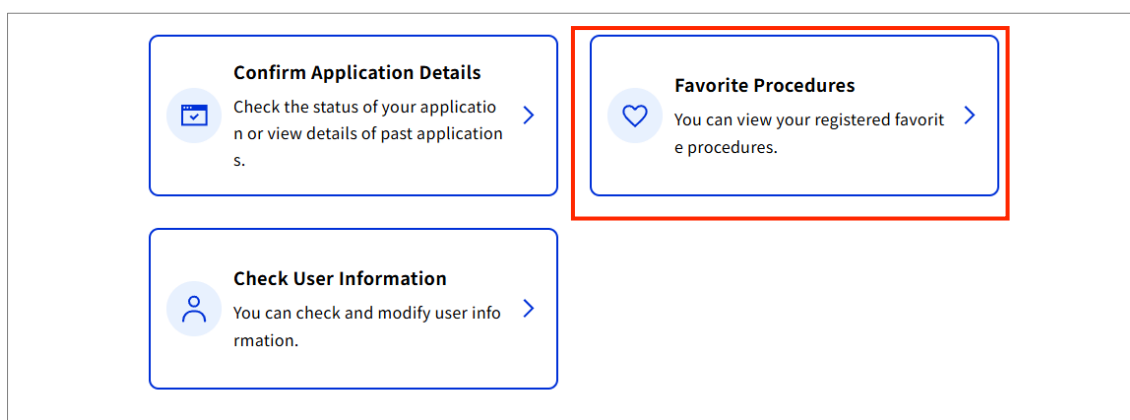 Confirm Application Details
Check the status of your applicatio
n or view details of past application
s.
Favorite Procedures
You can view your registered favorit
e procedures.
Check User Information
You can check and modify user info
rmation.